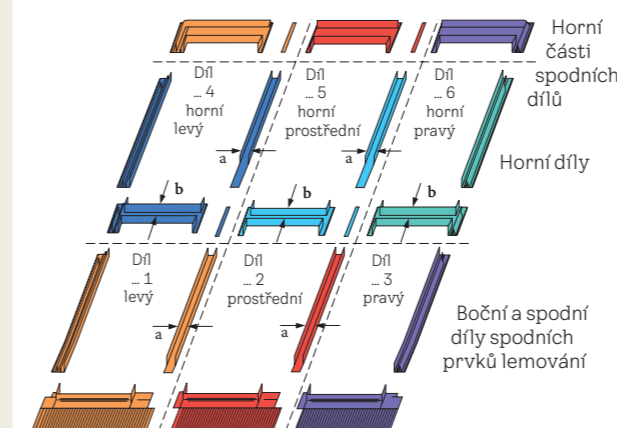 Horní
části
spodních
dílů
Díl
... 4
horní
levý
Díl
... 5
horní
prostřední
Díl
... 6
horní
pravý
a
a
Horní díly
b
b
b
Díl
... 1
levý
Díl
... 2
prostřední
Díl
... 3
pravý
a
a
Boční a spodní
díly spodních
prvků lemování